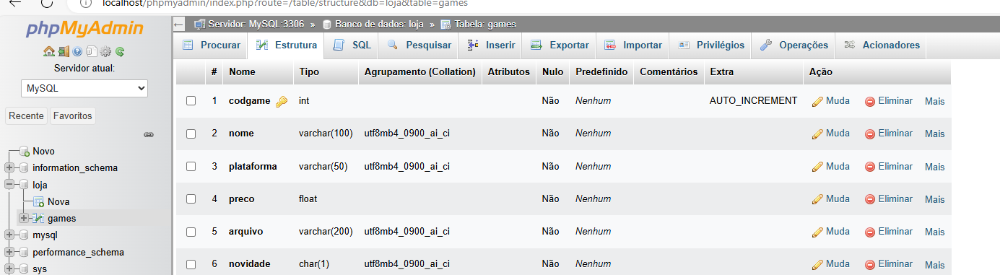 localhost/phpmyadmin/index.php?route=/table/structure&db=loja&table=games
phpMyAdmin
Servidor atual:
MySQL
Recente Favoritos
Novo
information_schema
loja
Nova
games
mysql
performance_schema
sys
Servidor: MySQL:3306 » Banco de dados: loja » Tabela: games
Procurar Estrutura SQL Pesquisar Inserir Exportar Importar Privilégios Operações Acionadores
# Nome Tipo Agrupamento (Collation) Atributos Nulo Predefinido Comentários Extra Ação
1 codgame int Não Nenhum AUTO_INCREMENT Muda Eliminar Mais
2 nome varchar(100) utf8mb4_0900_ai_ci Não Nenhum Muda Eliminar Mais
3 plataforma varchar(50) utf8mb4_0900_ai_ci Não Nenhum Muda Eliminar Mais
4 preco float Não Nenhum Muda Eliminar Mais
5 arquivo varchar(200) utf8mb4_0900_ai_ci Não Nenhum Muda Eliminar Mais
6 novidade char(1) utf8mb4_0900_ai_ci Não Nenhum Muda Eliminar Mais